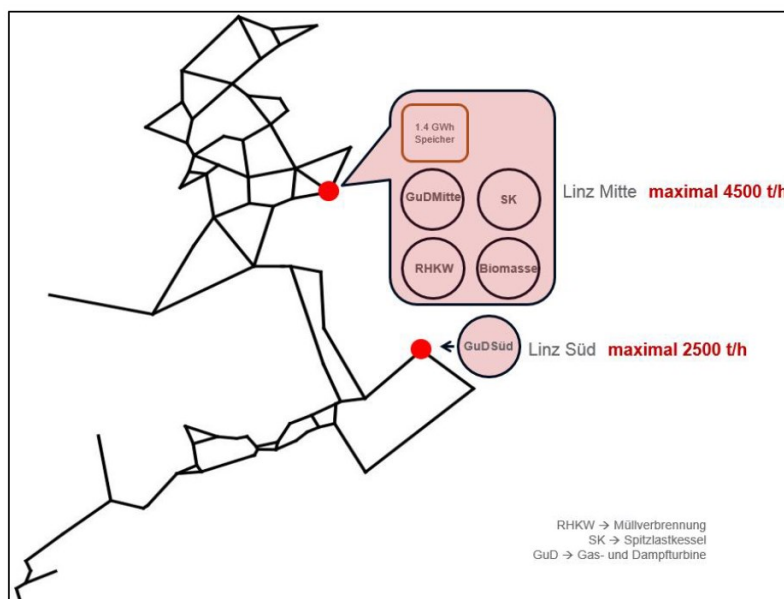 1.4 GWh
Speicher
GuDMitte
SK
RHKW
Biomasse
Linz Mitte maximal 4500 t/h
GuDSüd
Linz Süd maximal 2500 t/h
RHKW → Müllverbrennung
SK → Spitzlastkessel
GuD → Gas- und Dampfturbine